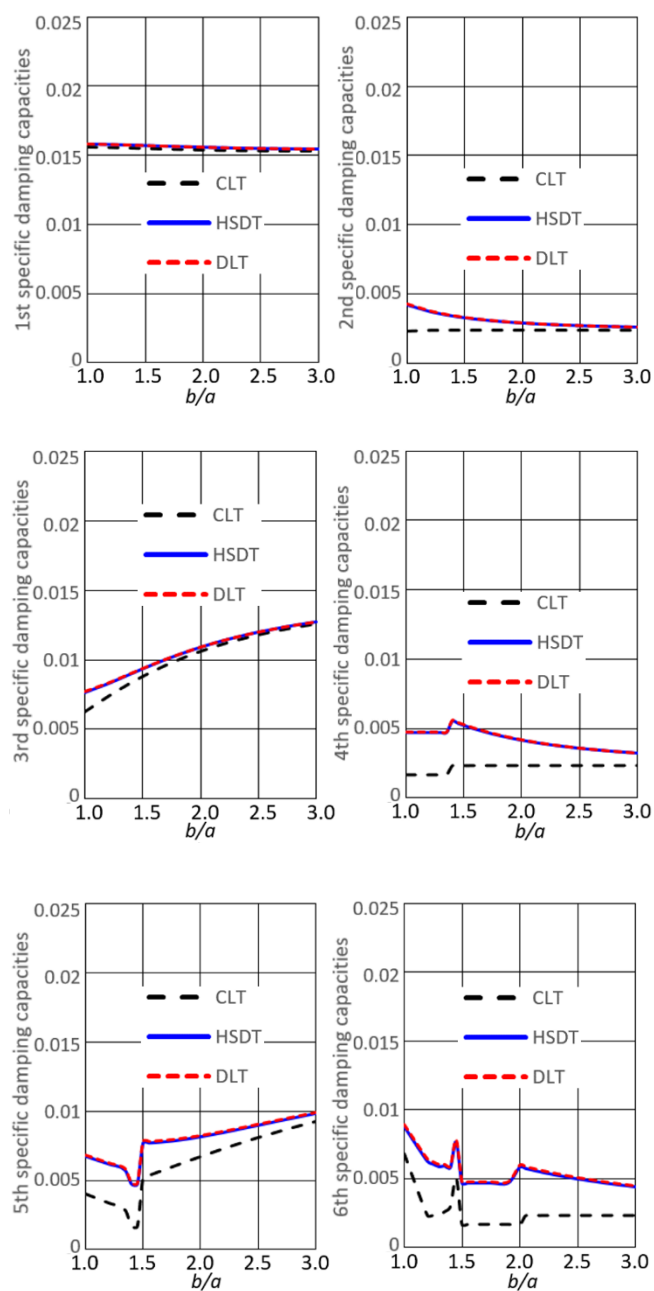 1st specific damping capacities
0.025
0.02
0.015
0.01
0.005
0
CLT
HSDT
DLT
1.0 1.5 2.0 2.5 3.0
b/a
2nd specific damping capacities
0.025
0.02
0.015
0.01
0.005
0
CLT
HSDT
DLT
1.0 1.5 2.0 2.5 3.0
b/a
3rd specific damping capacities
0.025
0.02
0.015
0.01
0.005
0
CLT
HSDT
DLT
1.0 1.5 2.0 2.5 3.0
b/a
4th specific damping capacities
0.025
0.02
0.015
0.01
0.005
0
CLT
HSDT
DLT
1.0 1.5 2.0 2.5 3.0
b/a
5th specific damping capacities
0.025
0.02
0.015
0.01
0.005
0
CLT
HSDT
DLT
1.0 1.5 2.0 2.5 3.0
b/a
6th specific damping capacities
0.025
0.02
0.015
0.01
0.005
0
CLT
HSDT
DLT
1.0 1.5 2.0 2.5 3.0
b/a